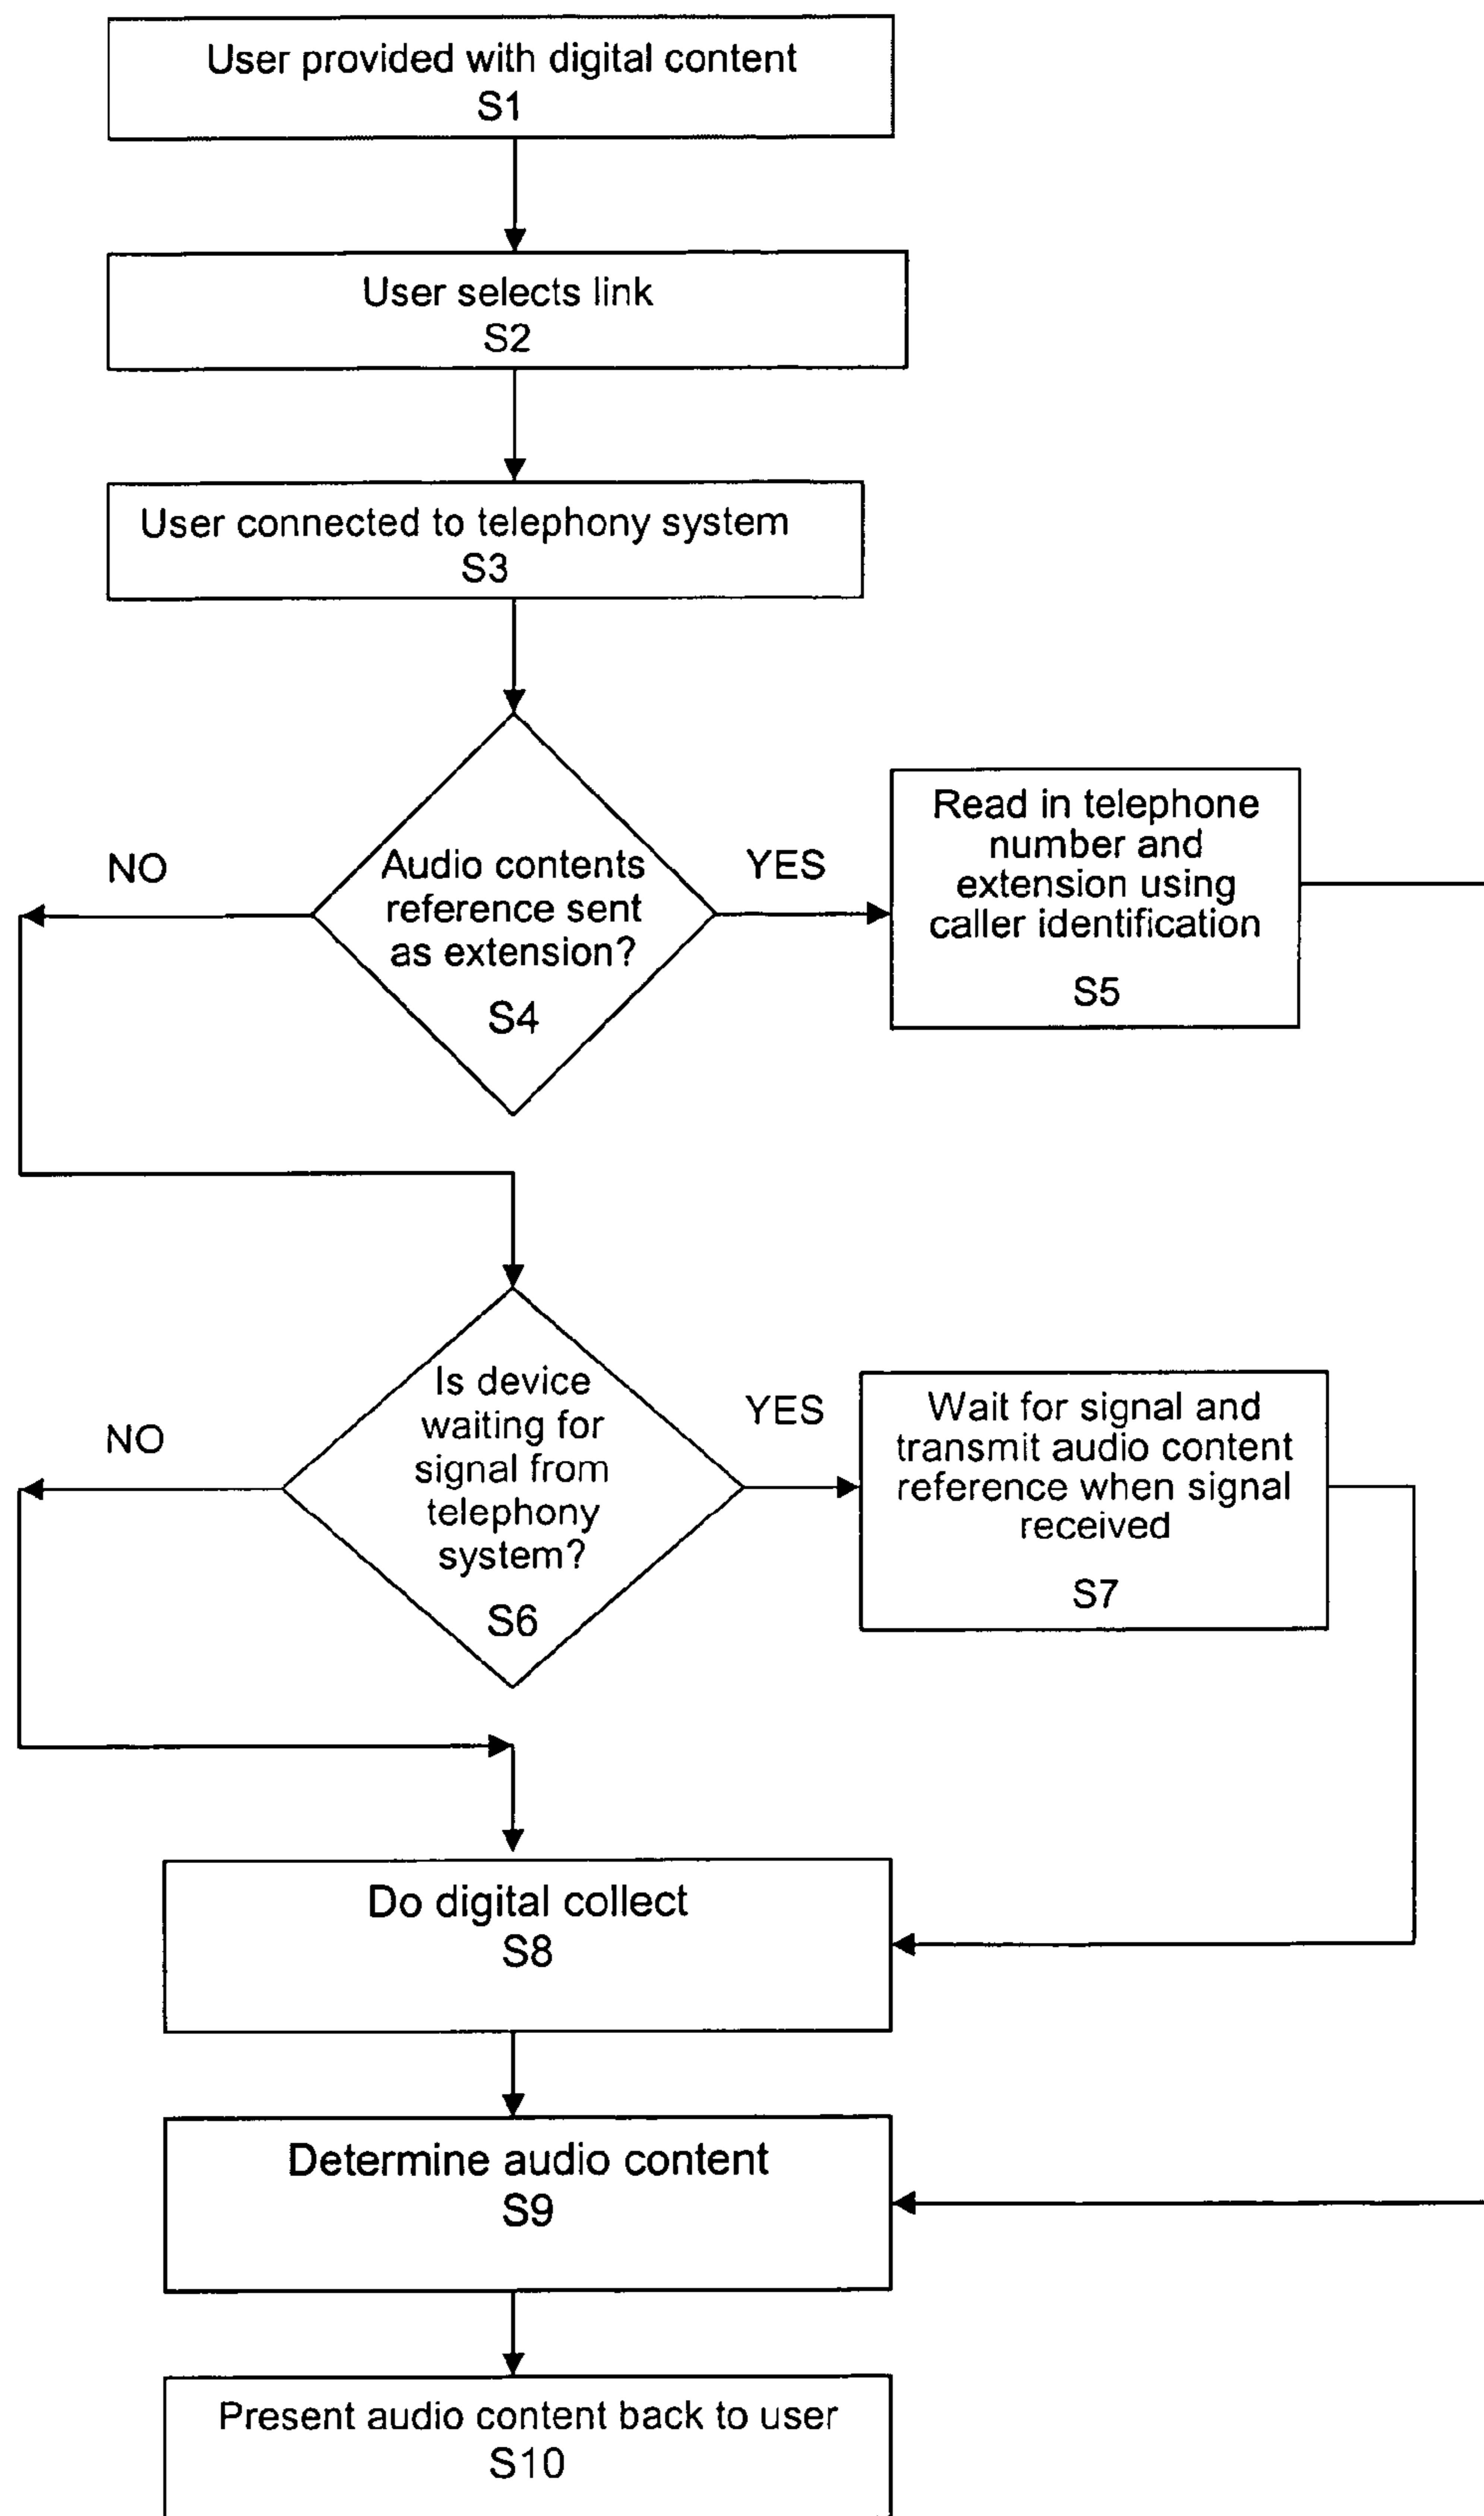 User provided with digital content
S1
User selects link
S2
User connected to telephony system
S3
NO
Audio contents
reference sent
as extension?
S4
YES
Read in telephone
number and
extension using
caller identification
S5
NO
Is device
waiting for
signal from
telephony
system?
S6
YES
Wait for signal and
transmit audio content
reference when signal
received
S7
Do digital collect
S8
Determine audio content
S9
Present audio content back to user
S10